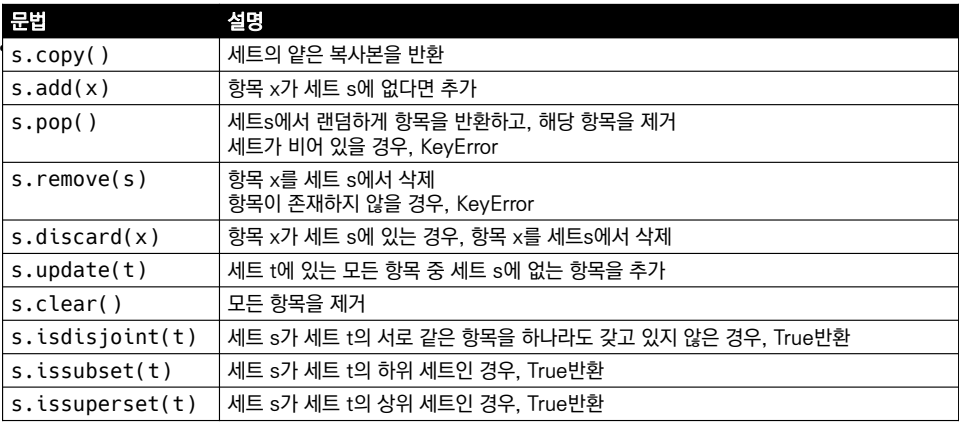 문법 설명
s.copy() 세트의 얕은 복사본을 반환
s.add(x) 항목 x가 세트 s에 없다면 추가
s.pop() 세트s에서 랜덤하게 항목을 반환하고, 해당 항목을 제거
세트가 비어 있을 경우, KeyError
s.remove(s) 항목 x를 세트 s에서 삭제
항목이 존재하지 않을 경우, KeyError
s.discard(x) 항목 x가 세트 s에 있는 경우, 항목 x를 세트s에서 삭제
s.update(t) 세트 t에 있는 모든 항목 중 세트 s에 없는 항목을 추가
s.clear() 모든 항목을 제거
s.isdisjoint(t) 세트 s가 세트 t의 서로 같은 항목을 하나라도 갖고 있지 않은 경우, True반환
s.issubset(t) 세트 s가 세트 t의 하위 세트인 경우, True반환
s.issuperset(t) 세트 s가 세트 t의 상위 세트인 경우, True반환